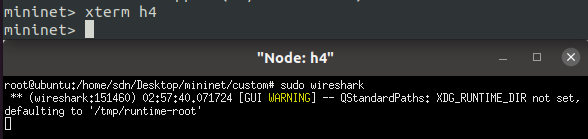 mininet> xterm h4
mininet>
"Node: h4"
root@ubuntu:/home/sdn/Desktop/mininet/custom# sudo wireshark
 ** (wireshark:151460) 02:57:40.071724 [GUI WARNING] -- QStandardPaths: XDG_RUNTIME_DIR not set,
defaulting to '/tmp/runtime-root'